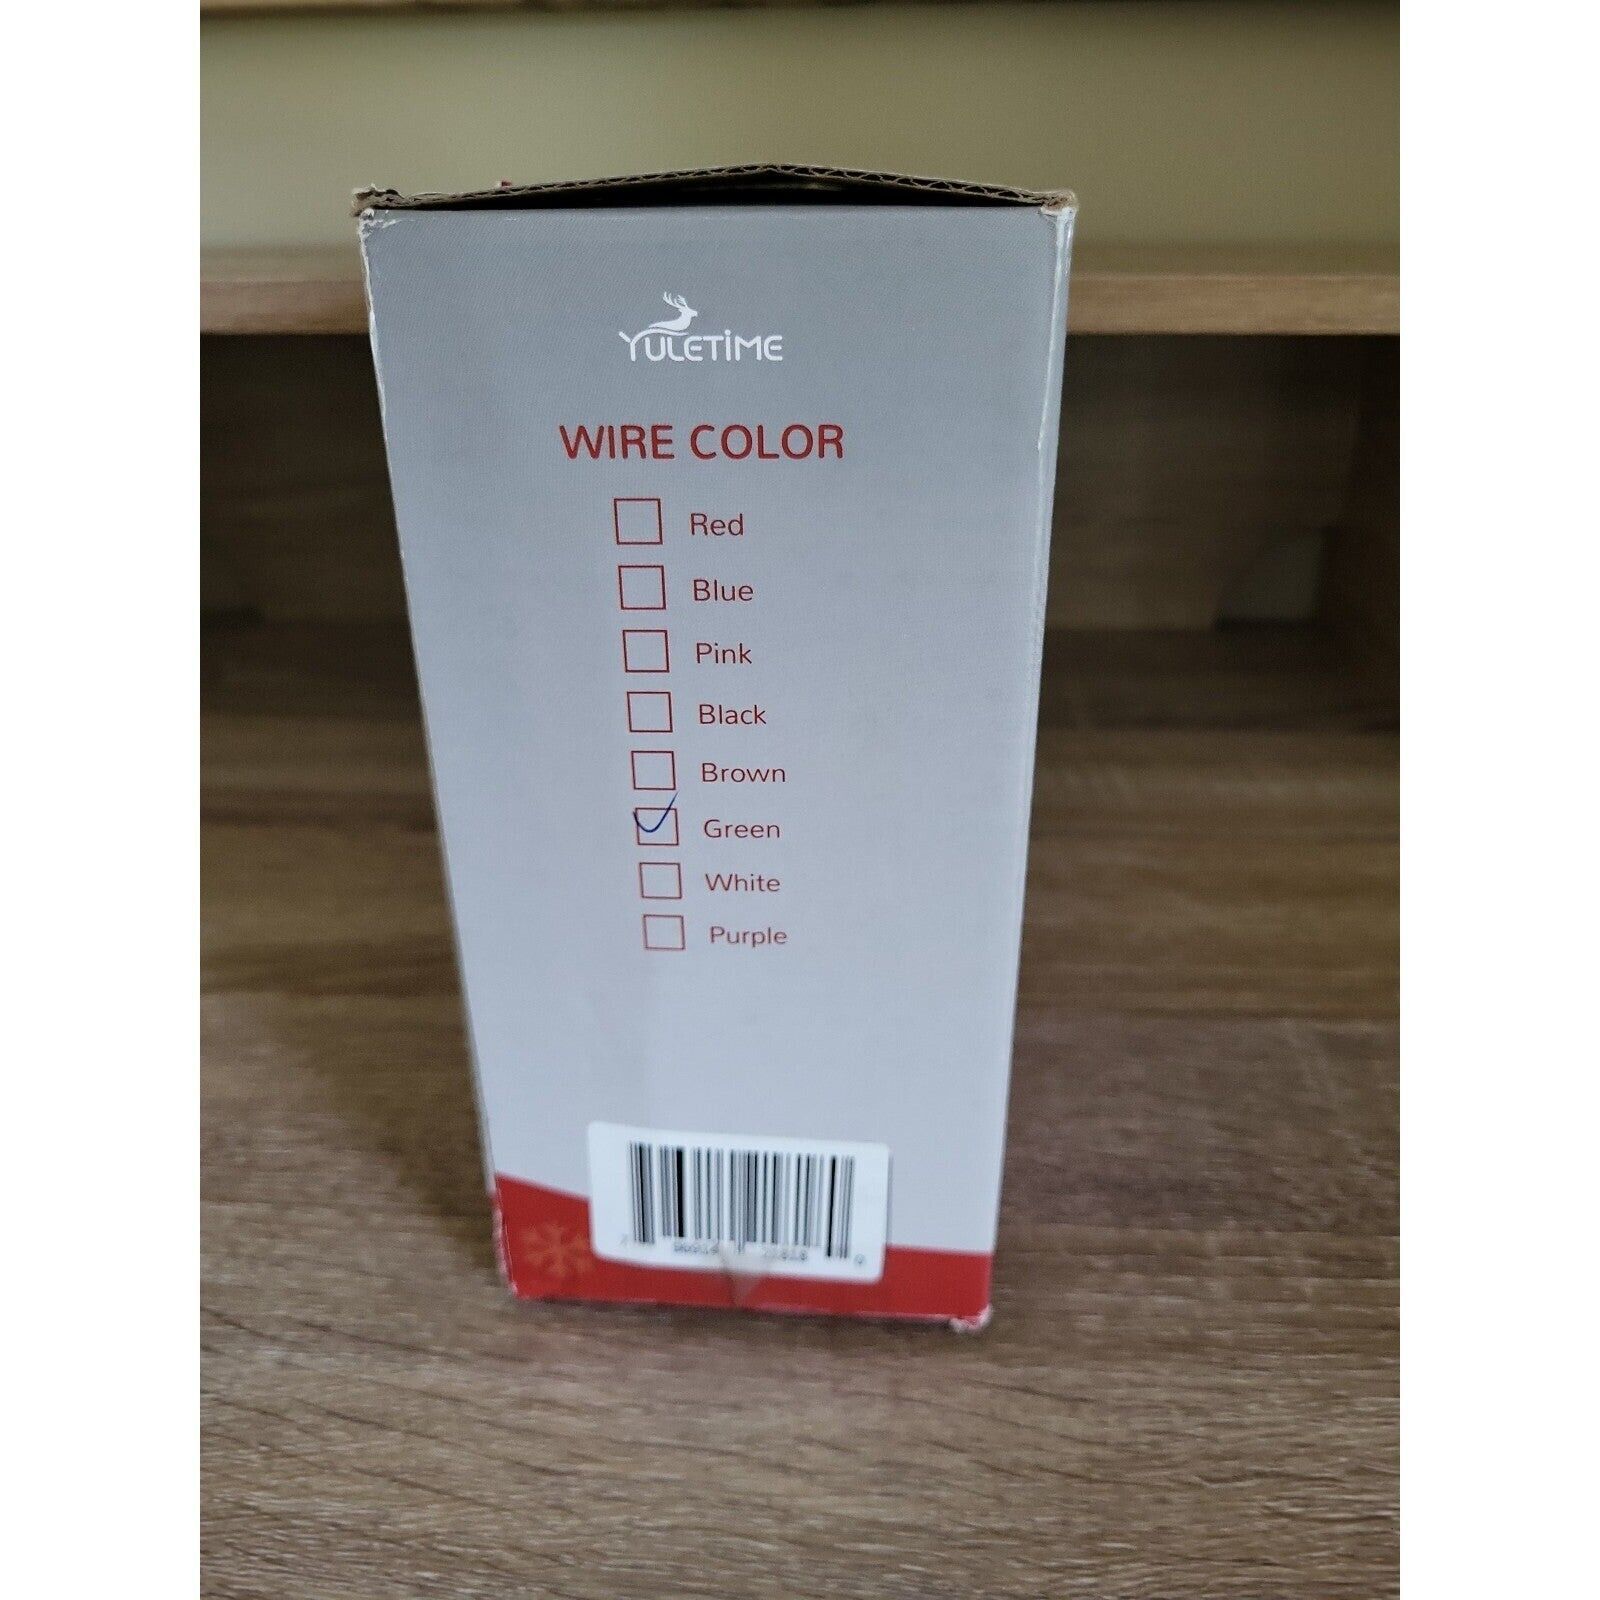 YULETIME
WIRE COLOR
Red
Blue
Pink
Black
Brown
Green
White
Purple